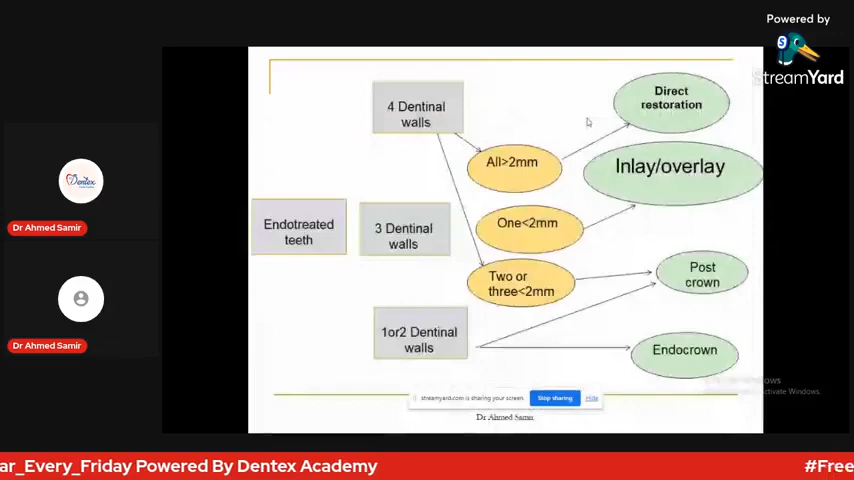 Powered by
StreamYard
4 Dentinal
walls
Direct
restoration
All>2mm
Inlay/overlay
Dentex
Dr Ahmed Samir
Endotreated
teeth
3 Dentinal
walls
One<2mm
Two or
three<2mm
Post
crown
1or2 Dentinal
walls
Endocrown
Dr Ahmed Samir
streamyard.com is sharing your screen.
Stop sharing
Hide
Dr Ahmed Samir
ar_Every_Friday Powered By Dentex Academy
#Free